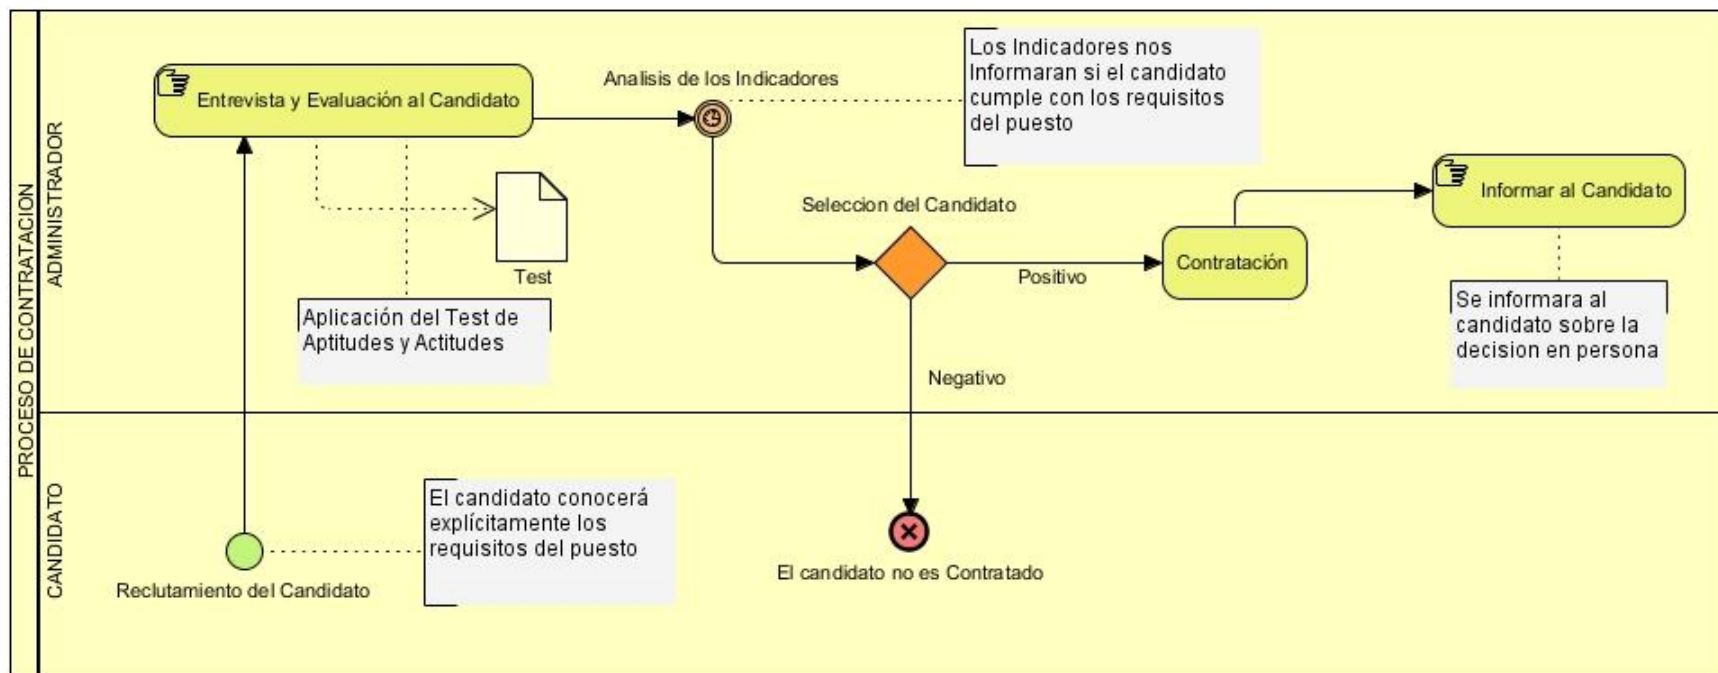 PROCESO DE CONTRATACION
ADMINISTRADOR
Entrevista y Evaluación al Candidato
Analisis de los Indicadores
Los Indicadores nos
Informaran si el candidato
cumple con los requisitos
del puesto
Test
Aplicación del Test de
Aptitudes y Actitudes
Seleccion del Candidato
Positivo
Negativo
Contratación
Informar al Candidato
Se informara al
candidato sobre la
decision en persona
CANDIDATO
Reclutamiento del Candidato
El candidato conocerá
explícitamente los
requisitos del puesto
El candidato no es Contratado